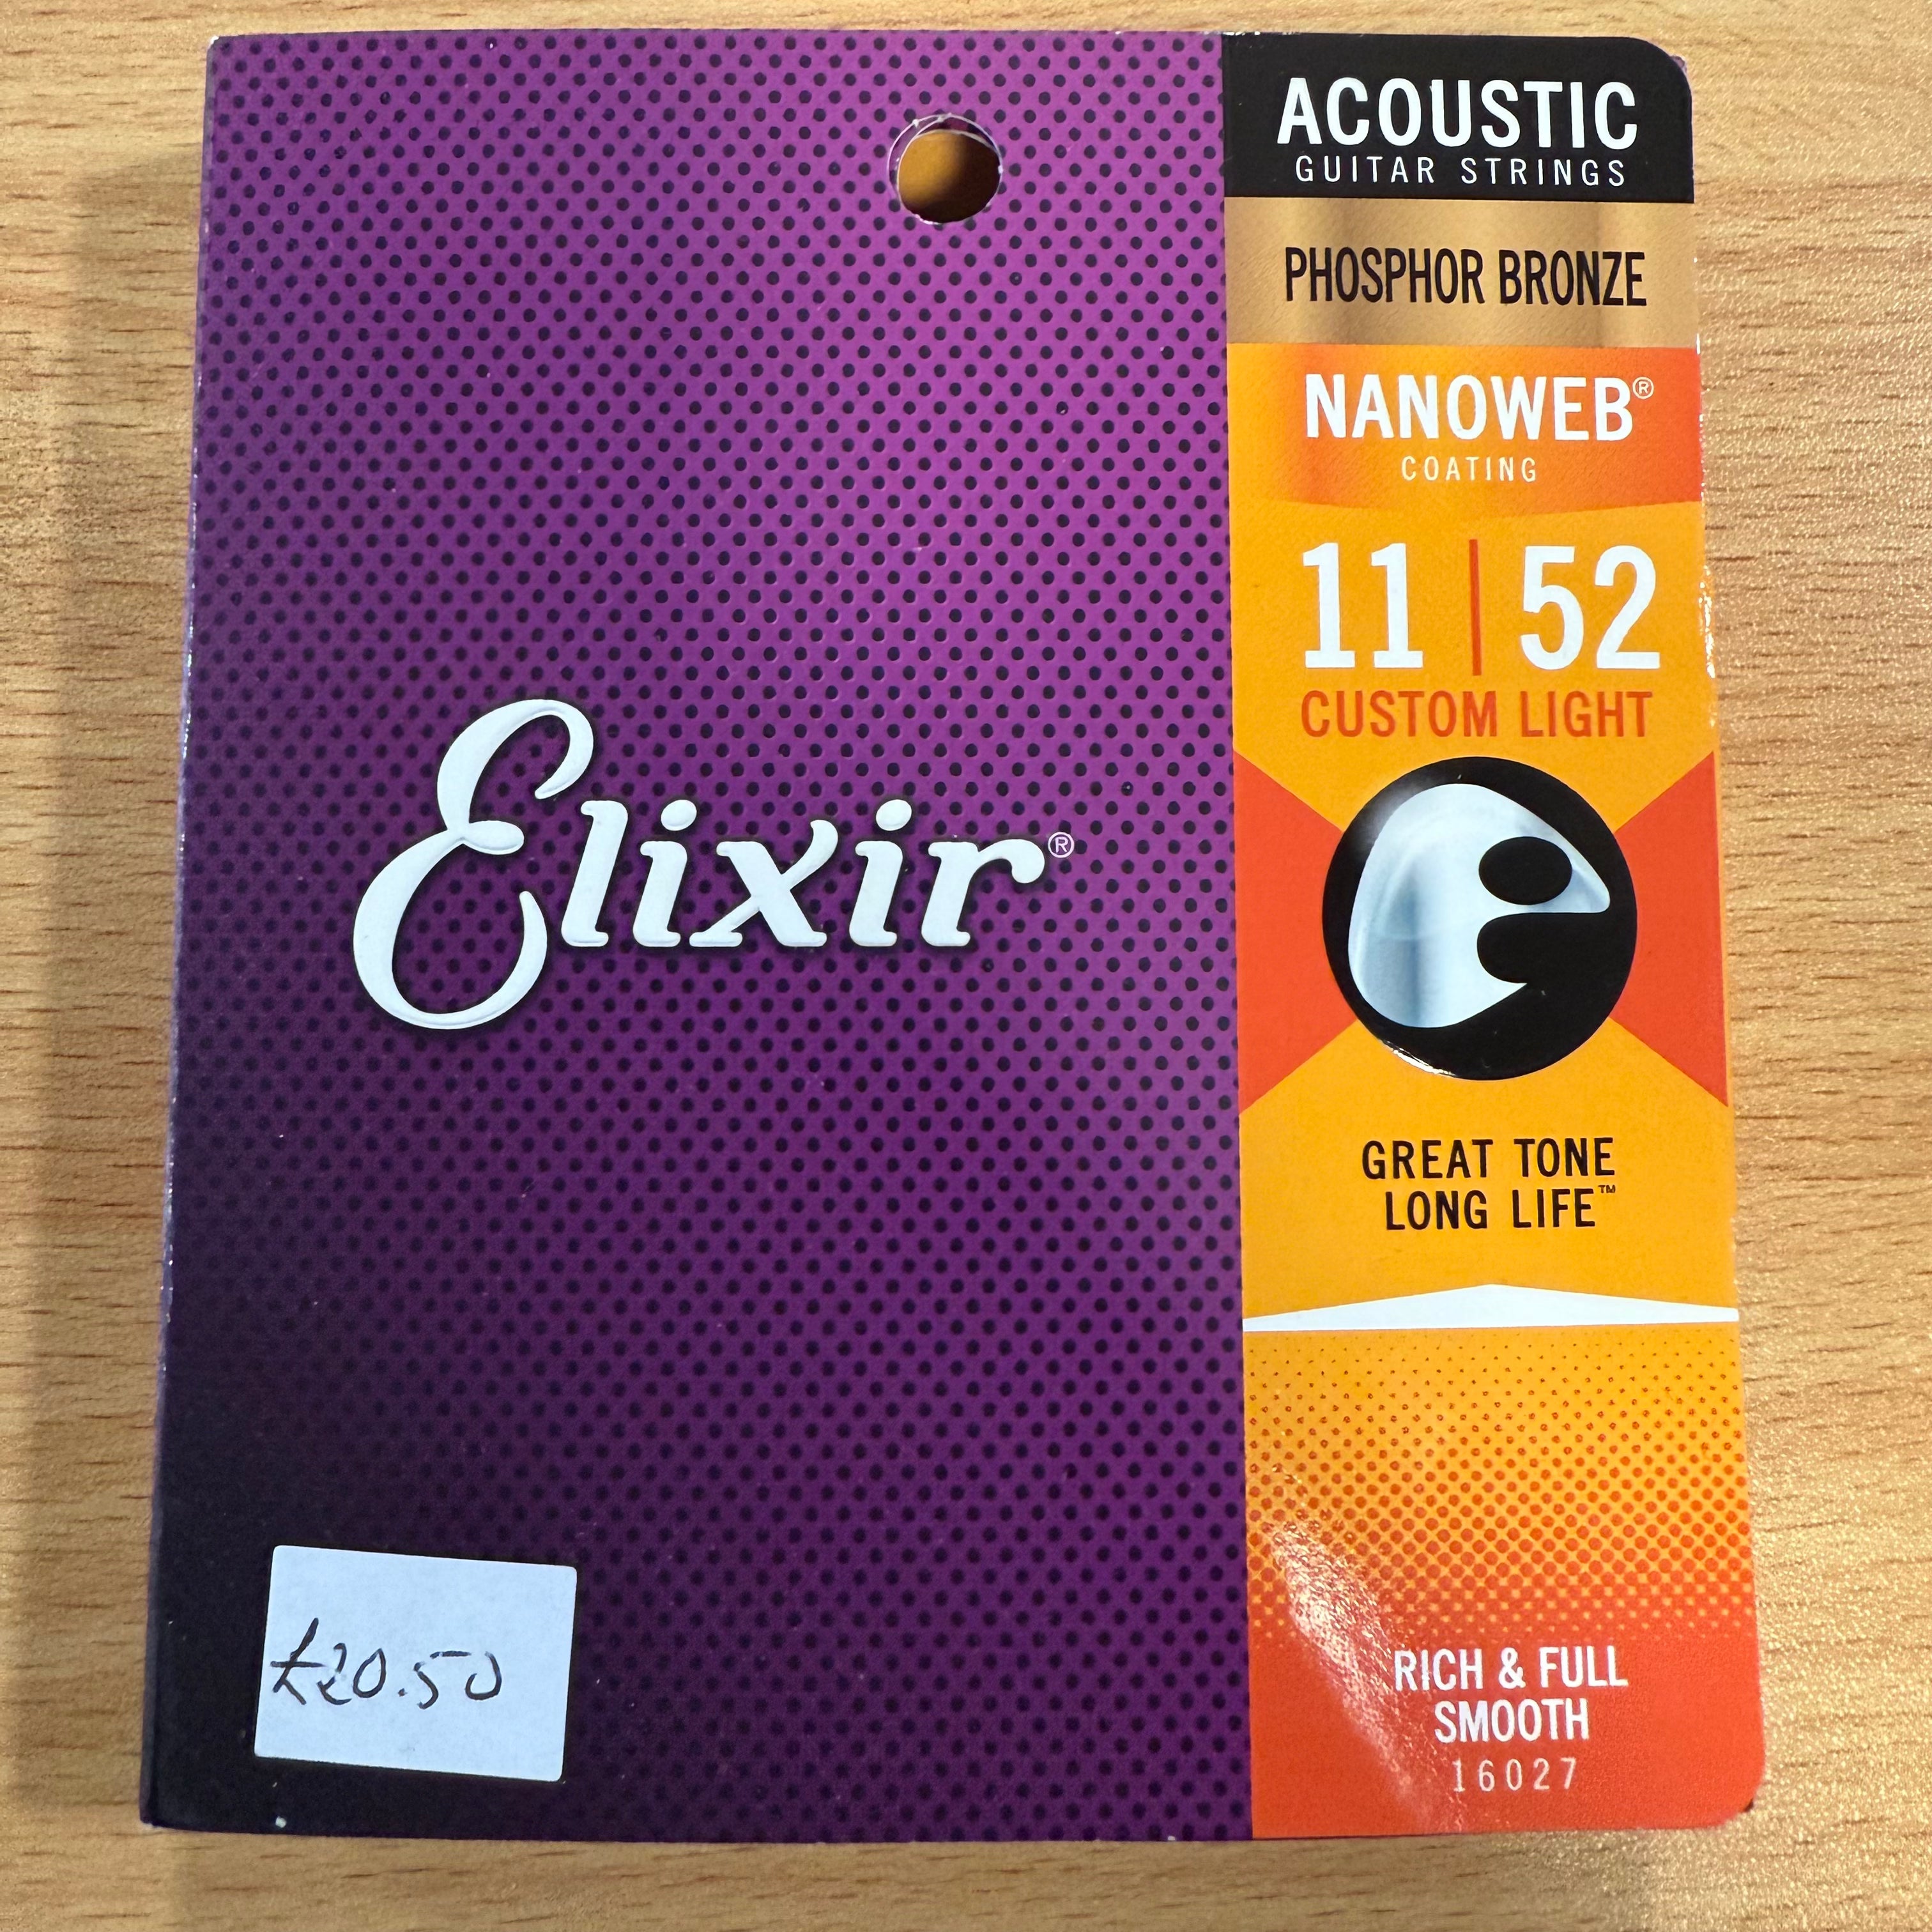 Elixir®
£20.50
ACOUSTIC
GUITAR STRINGS
PHOSPHOR BRONZE
NANOWEB®
COATING
11 | 52
CUSTOM LIGHT
e
GREAT TONE
LONG LIFE™
RICH & FULL
SMOOTH
16027